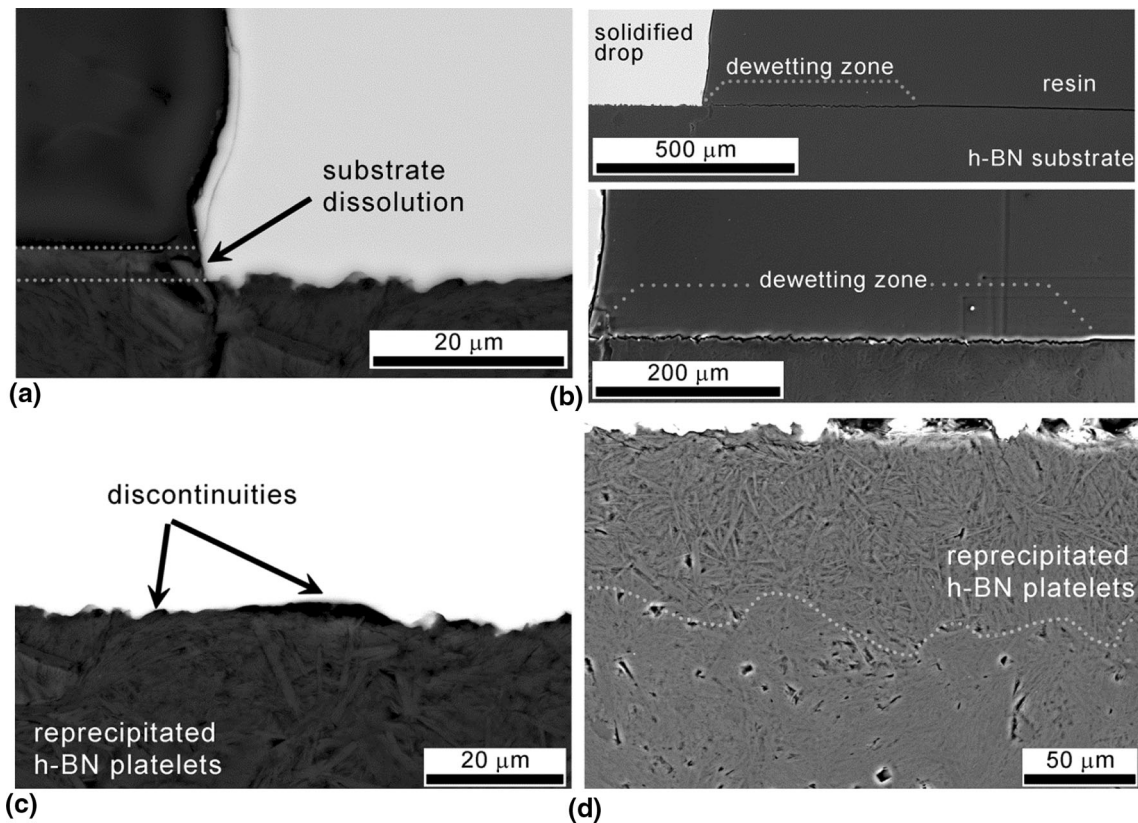 substrate
dissolution
20 μm
(a)
solidified
drop
dewetting zone
resin
500 μm
h-BN substrate
dewetting zone
200 μm
(b)
discontinuities
reprecipitated
h-BN platelets
20 μm
(c)
reprecipitated
h-BN platelets
50 μm
(d)